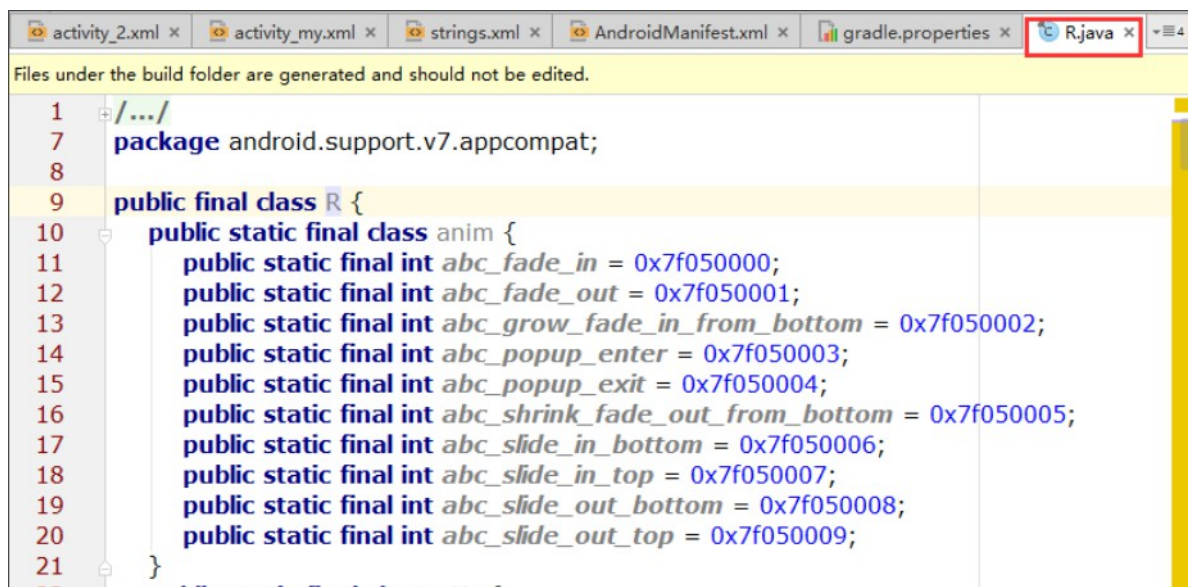 activity_2.xml × activity_my.xml × strings.xml × AndroidManifest.xml × gradle.properties × R.java × 4
Files under the build folder are generated and should not be edited.
1 /.../
7 package android.support.v7.appcompat;
8
9 public final class R {
10 public static final class anim {
11 public static final int abc_fade_in = 0x7f050000;
12 public static final int abc_fade_out = 0x7f050001;
13 public static final int abc_grow_fade_in_from_bottom = 0x7f050002;
14 public static final int abc_popup_enter = 0x7f050003;
15 public static final int abc_popup_exit = 0x7f050004;
16 public static final int abc_shrink_fade_out_from_bottom = 0x7f050005;
17 public static final int abc_slide_in_bottom = 0x7f050006;
18 public static final int abc_slide_in_top = 0x7f050007;
19 public static final int abc_slide_out_bottom = 0x7f050008;
20 public static final int abc_slide_out_top = 0x7f050009;
21 }